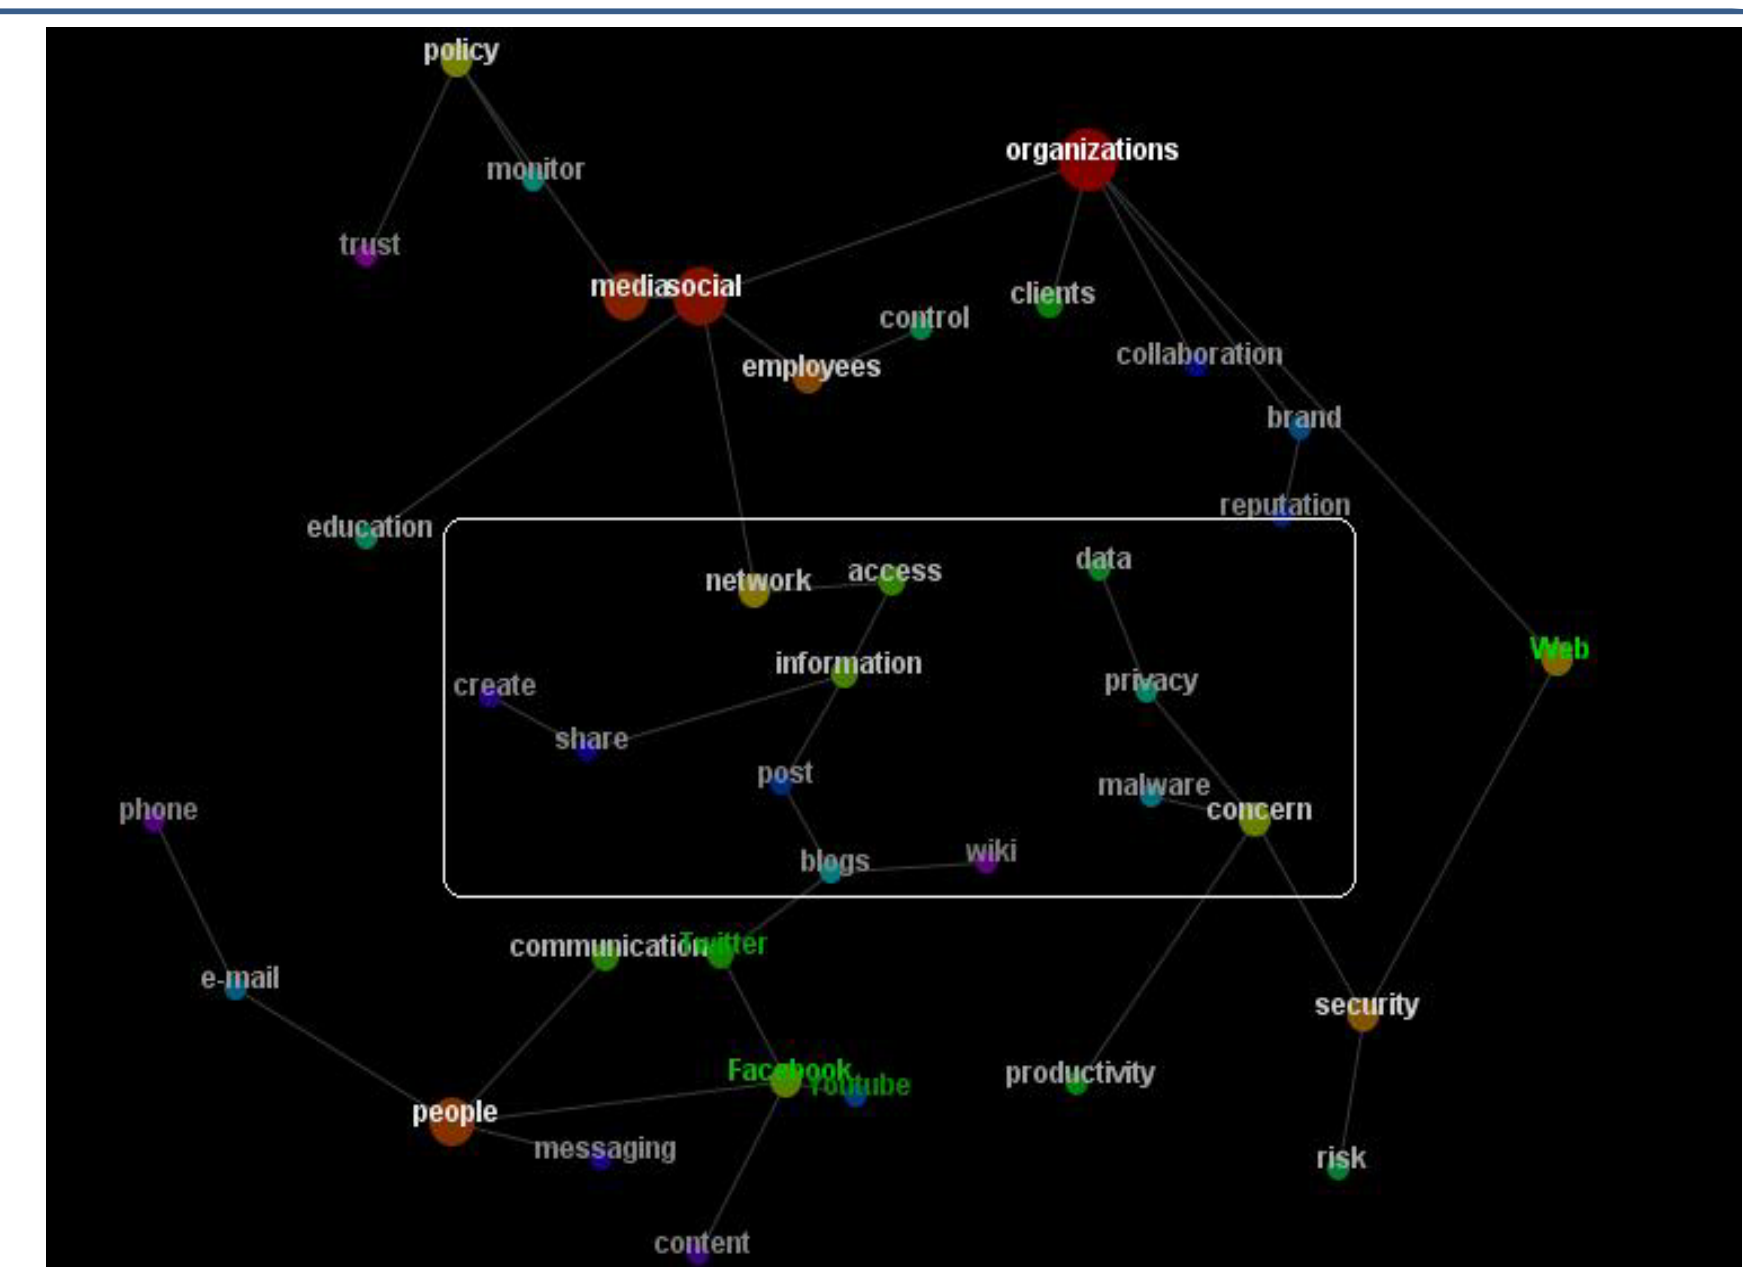 policy
organizations
monitor
trust
media
social
clients
control
collaboration
employees
brand
reputation
education
data
access
network
Web
information
privacy
create
share
post
malware
concern
phone
wiki
blogs
Twitter
communication
e-mail
security
Facebook
productivity
Youtube
people
messaging
risk
content